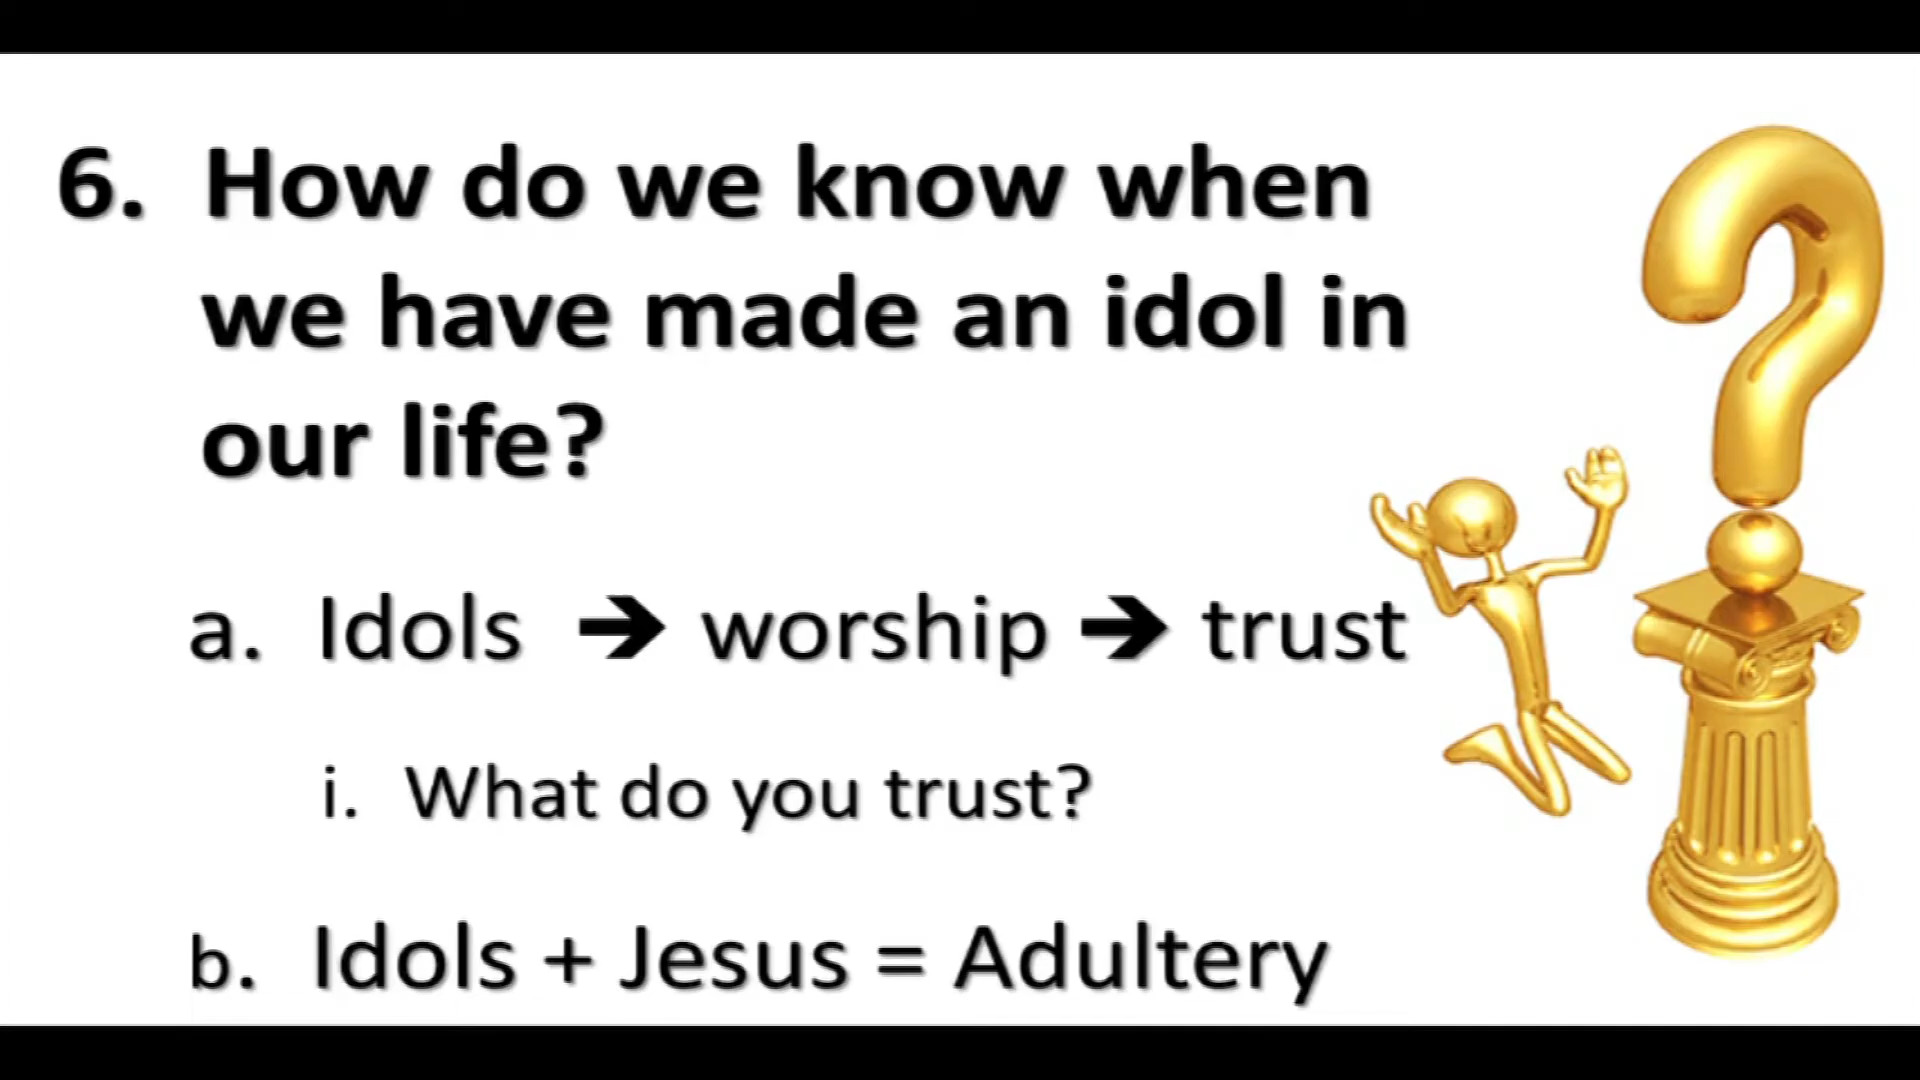 6. How do we know when
we have made an idol in
our life?
a. Idols ➔ worship ➔ trust
i. What do you trust?
b. Idols + Jesus = Adultery